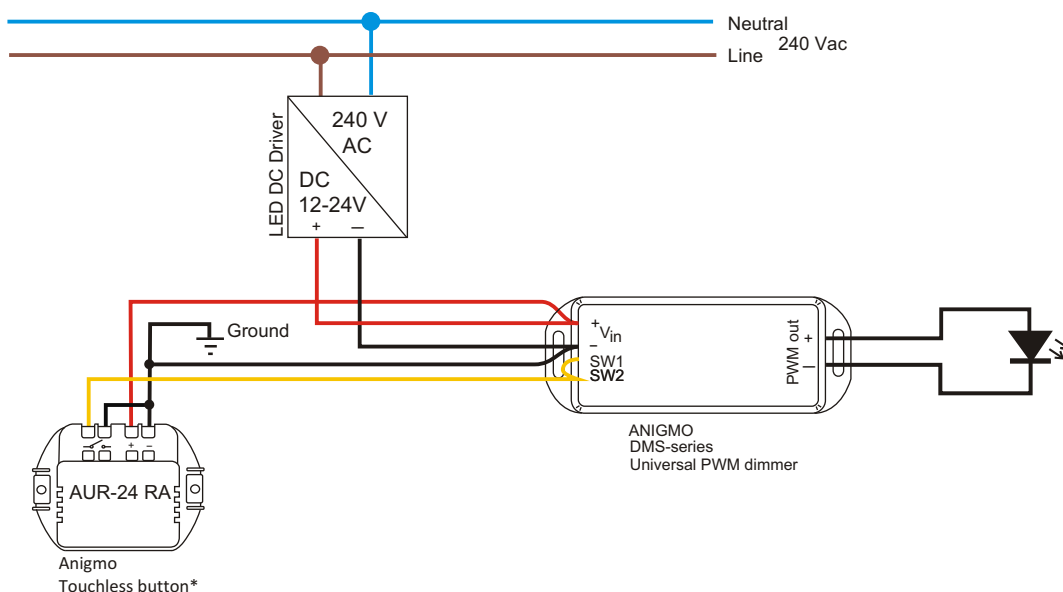 Neutral
240 Vac
Line
LED DC Driver
240 V
AC
DC
12-24V
+ –
Ground
+
Vin
–
SW1
SW2
PWM out
+
–
ANIGMO
DMS-series
Universal PWM dimmer
+ –
AUR-24 RA
Anigmo
Touchless button*